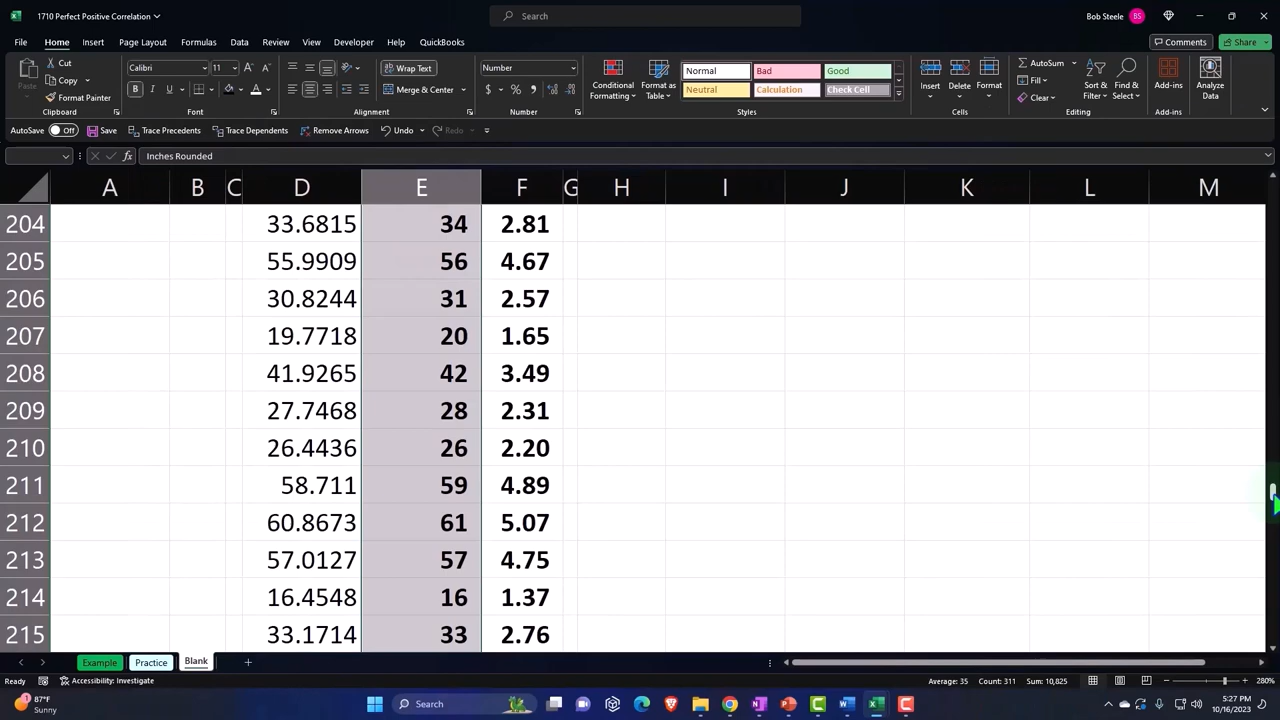 1710 Perfect Positive Correlation
Search
Bob Steele BS
File Home Insert Page Layout Formulas Data Review View Developer Help QuickBooks Comments Share
Cut
Copy
Paste
Format Painter
Clipboard
Calibri 11
B I U
Font
Wrap Text
Merge & Center
Alignment
Number
$ % 9
Number
Conditional Formatting
Format as Table
Normal Bad Good
Neutral Calculation Check Cell
Styles
Insert Delete Format
Cells
AutoSum
Fill
Clear
Sort & Filter
Find & Select
Editing
Add-ins
Add-ins
Analyze Data
AutoSave Off Save Trace Precedents Trace Dependents Remove Arrows Undo Redo
fx Inches Rounded
A B C D E F G H I J K L M
204 33.6815 34 2.81
205 55.9909 56 4.67
206 30.8244 31 2.57
207 19.7718 20 1.65
208 41.9265 42 3.49
209 27.7468 28 2.31
210 26.4436 26 2.20
211 58.711 59 4.89
212 60.8673 61 5.07
213 57.0127 57 4.75
214 16.4548 16 1.37
215 33.1714 33 2.76
Example Practice Blank
Ready Accessibility: Investigate Average: 35 Count: 311 Sum: 10,825 280%
87°F
Sunny
Search
5:27 PM
10/16/2023